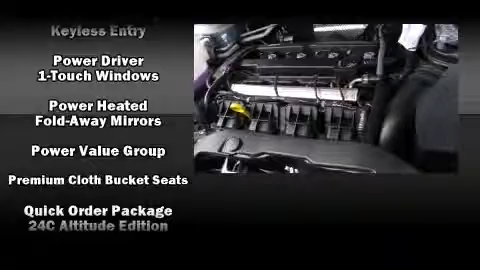 Keyless Entry
Power Driver
1-Touch Windows
Power Heated
Fold-Away Mirrors
Power Value Group
Premium Cloth Bucket Seats
Quick Order Package
24C Altitude Edition